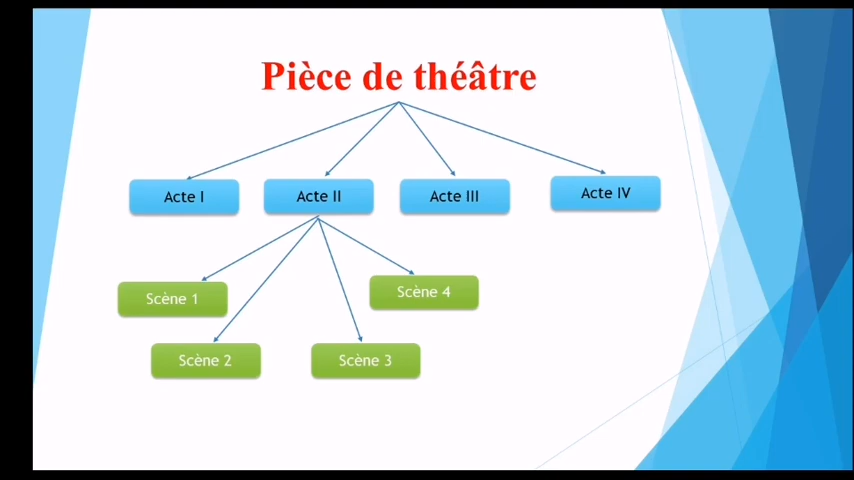 Pièce de théâtre
Acte I
Acte II
Acte III
Acte IV
Scène 1
Scène 4
Scène 2
Scène 3